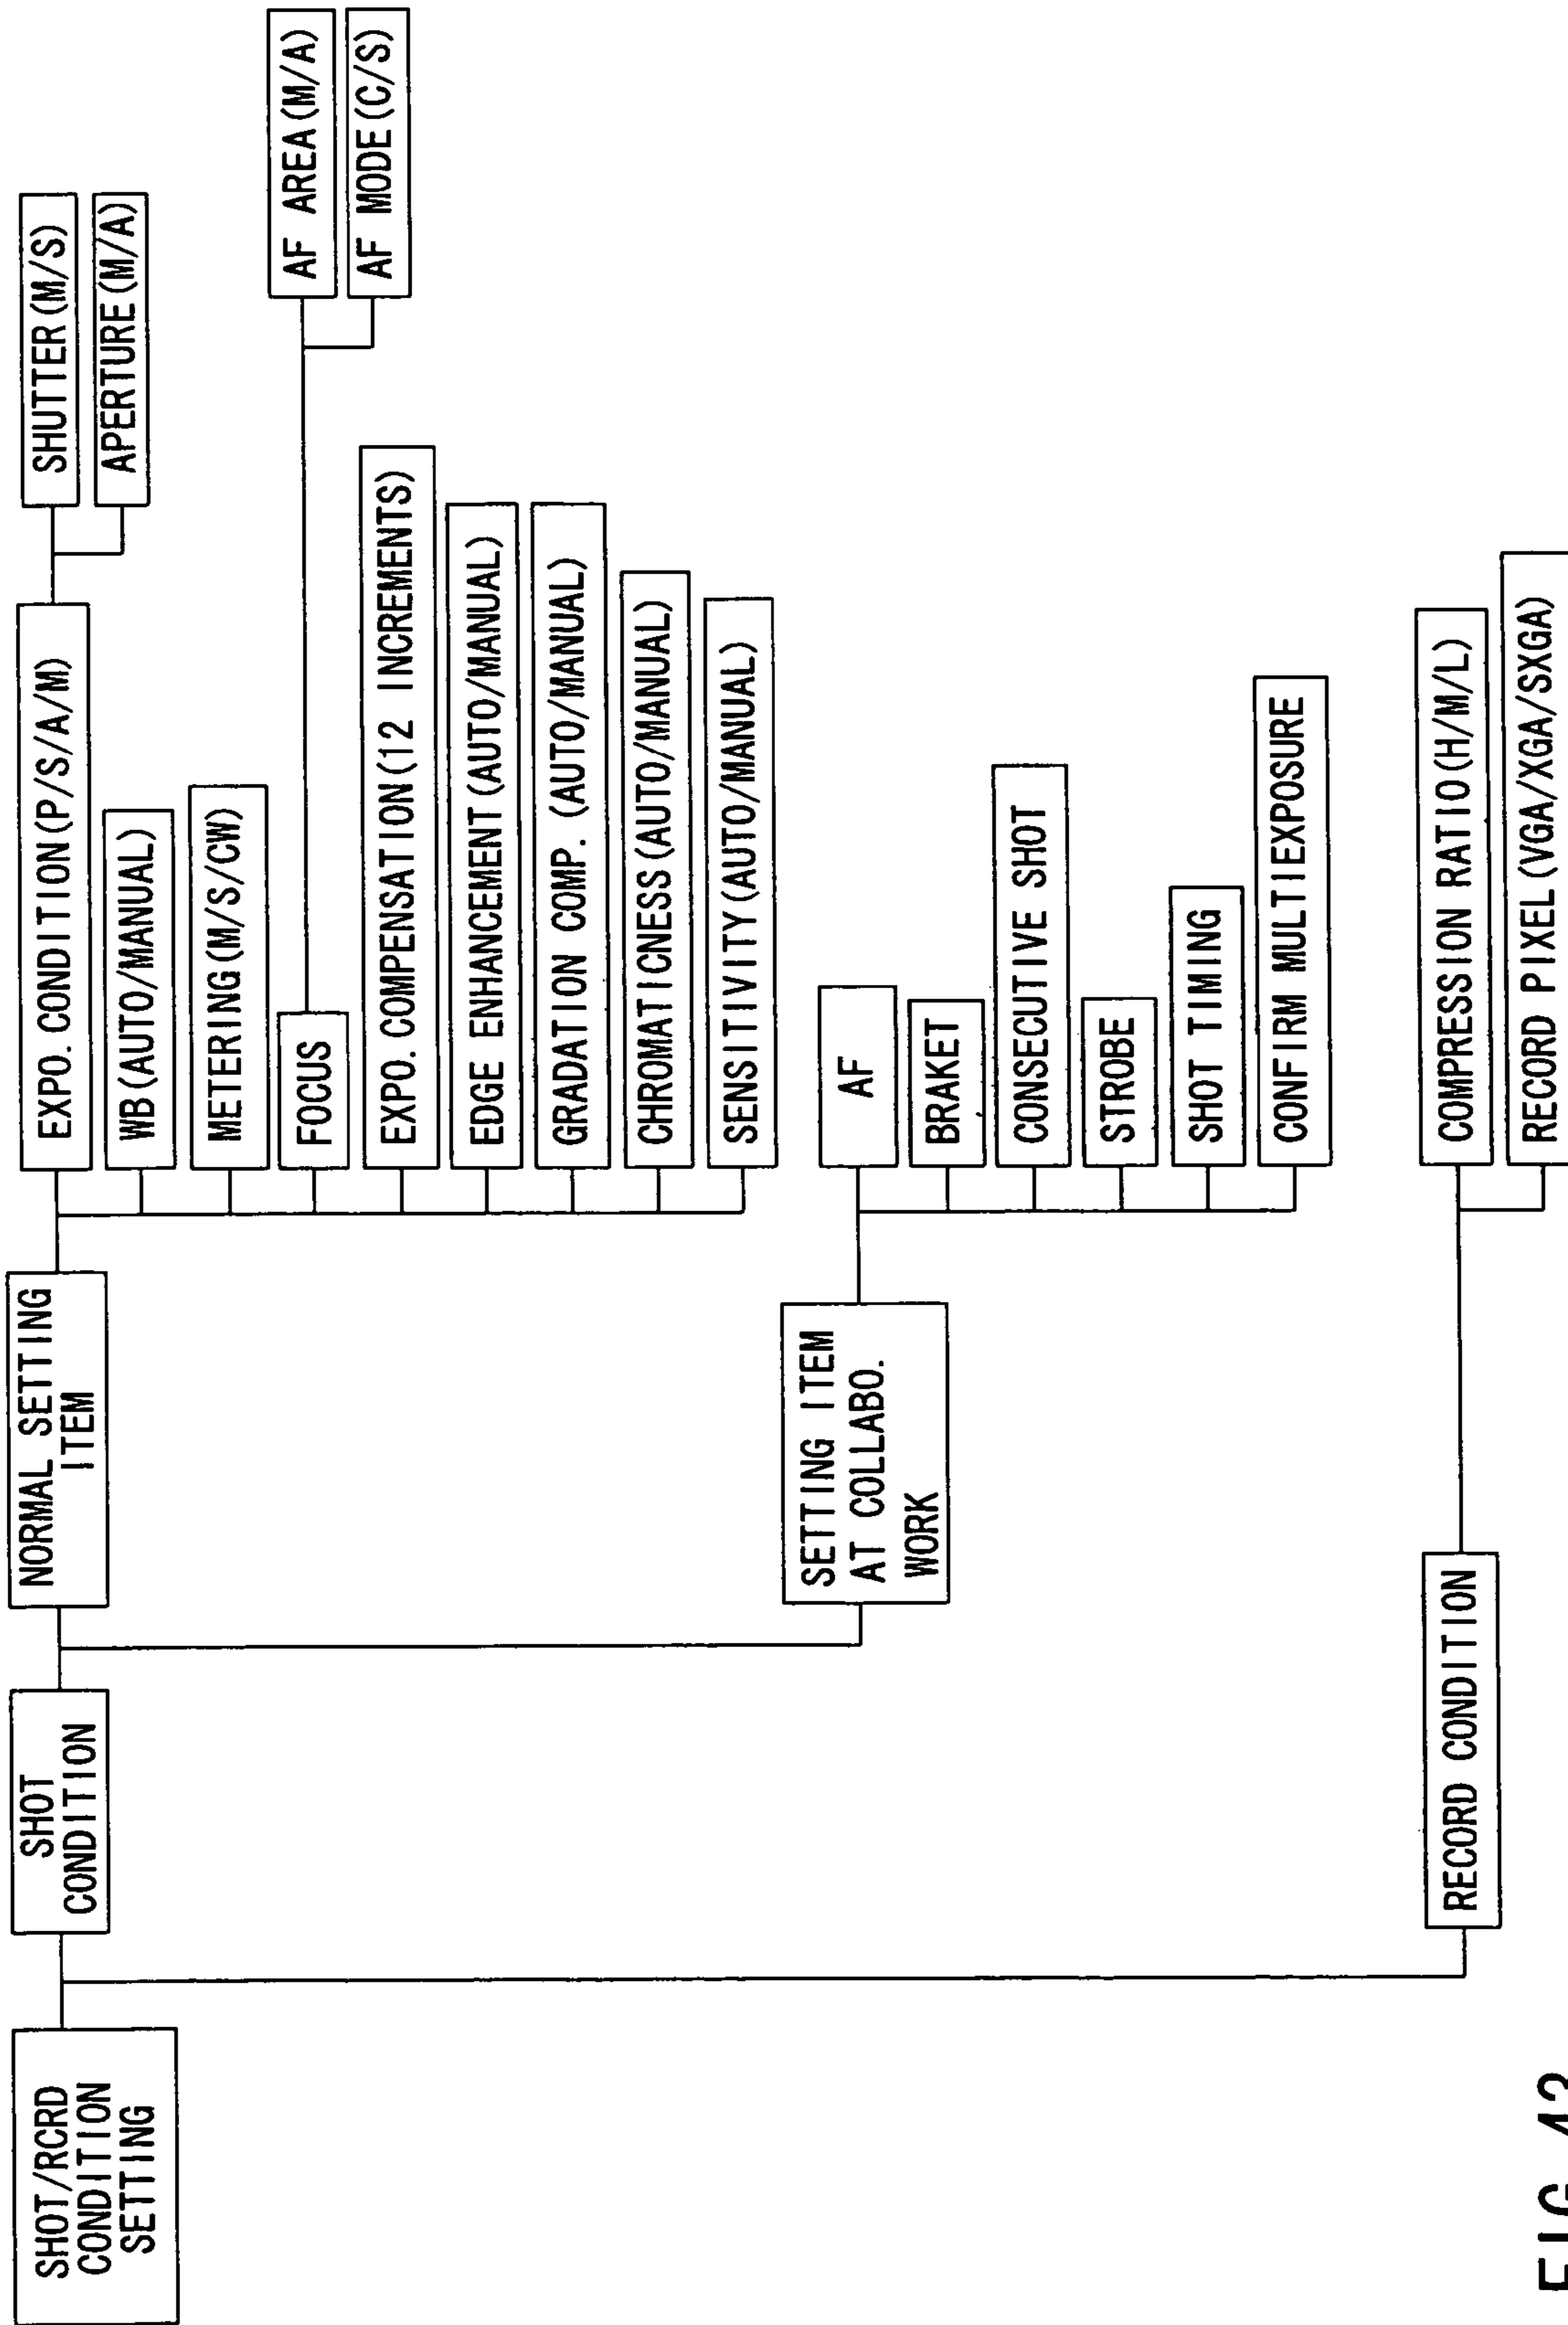 SHOT/RCRD
CONDITION
SETTING
SHOT
CONDITION
NORMAL SETTING
ITEM
EXPO. CONDITION(P/S/A/M)
SHUTTER(M/S)
APERTURE(M/A)
WB(AUTO/MANUAL)
METERING(M/S/CW)
FOCUS
AF AREA(M/A)
AF MODE(C/S)
EXPO. COMPENSATION(12 INCREMENTS)
EDGE ENHANCEMENT(AUTO/MANUAL)
GRADATION COMP. (AUTO/MANUAL)
CHROMATICNESS(AUTO/MANUAL)
SENSITIVITY(AUTO/MANUAL)
SETTING ITEM
AT COLLABO.
WORK
AF
BRAKET
CONSECUTIVE SHOT
STROBE
SHOT TIMING
CONFIRM MULTIEXPOSURE
RECORD CONDITION
COMPRESSION RATIO(H/M/L)
RECORD PIXEL(VGA/XGA/SXGA)